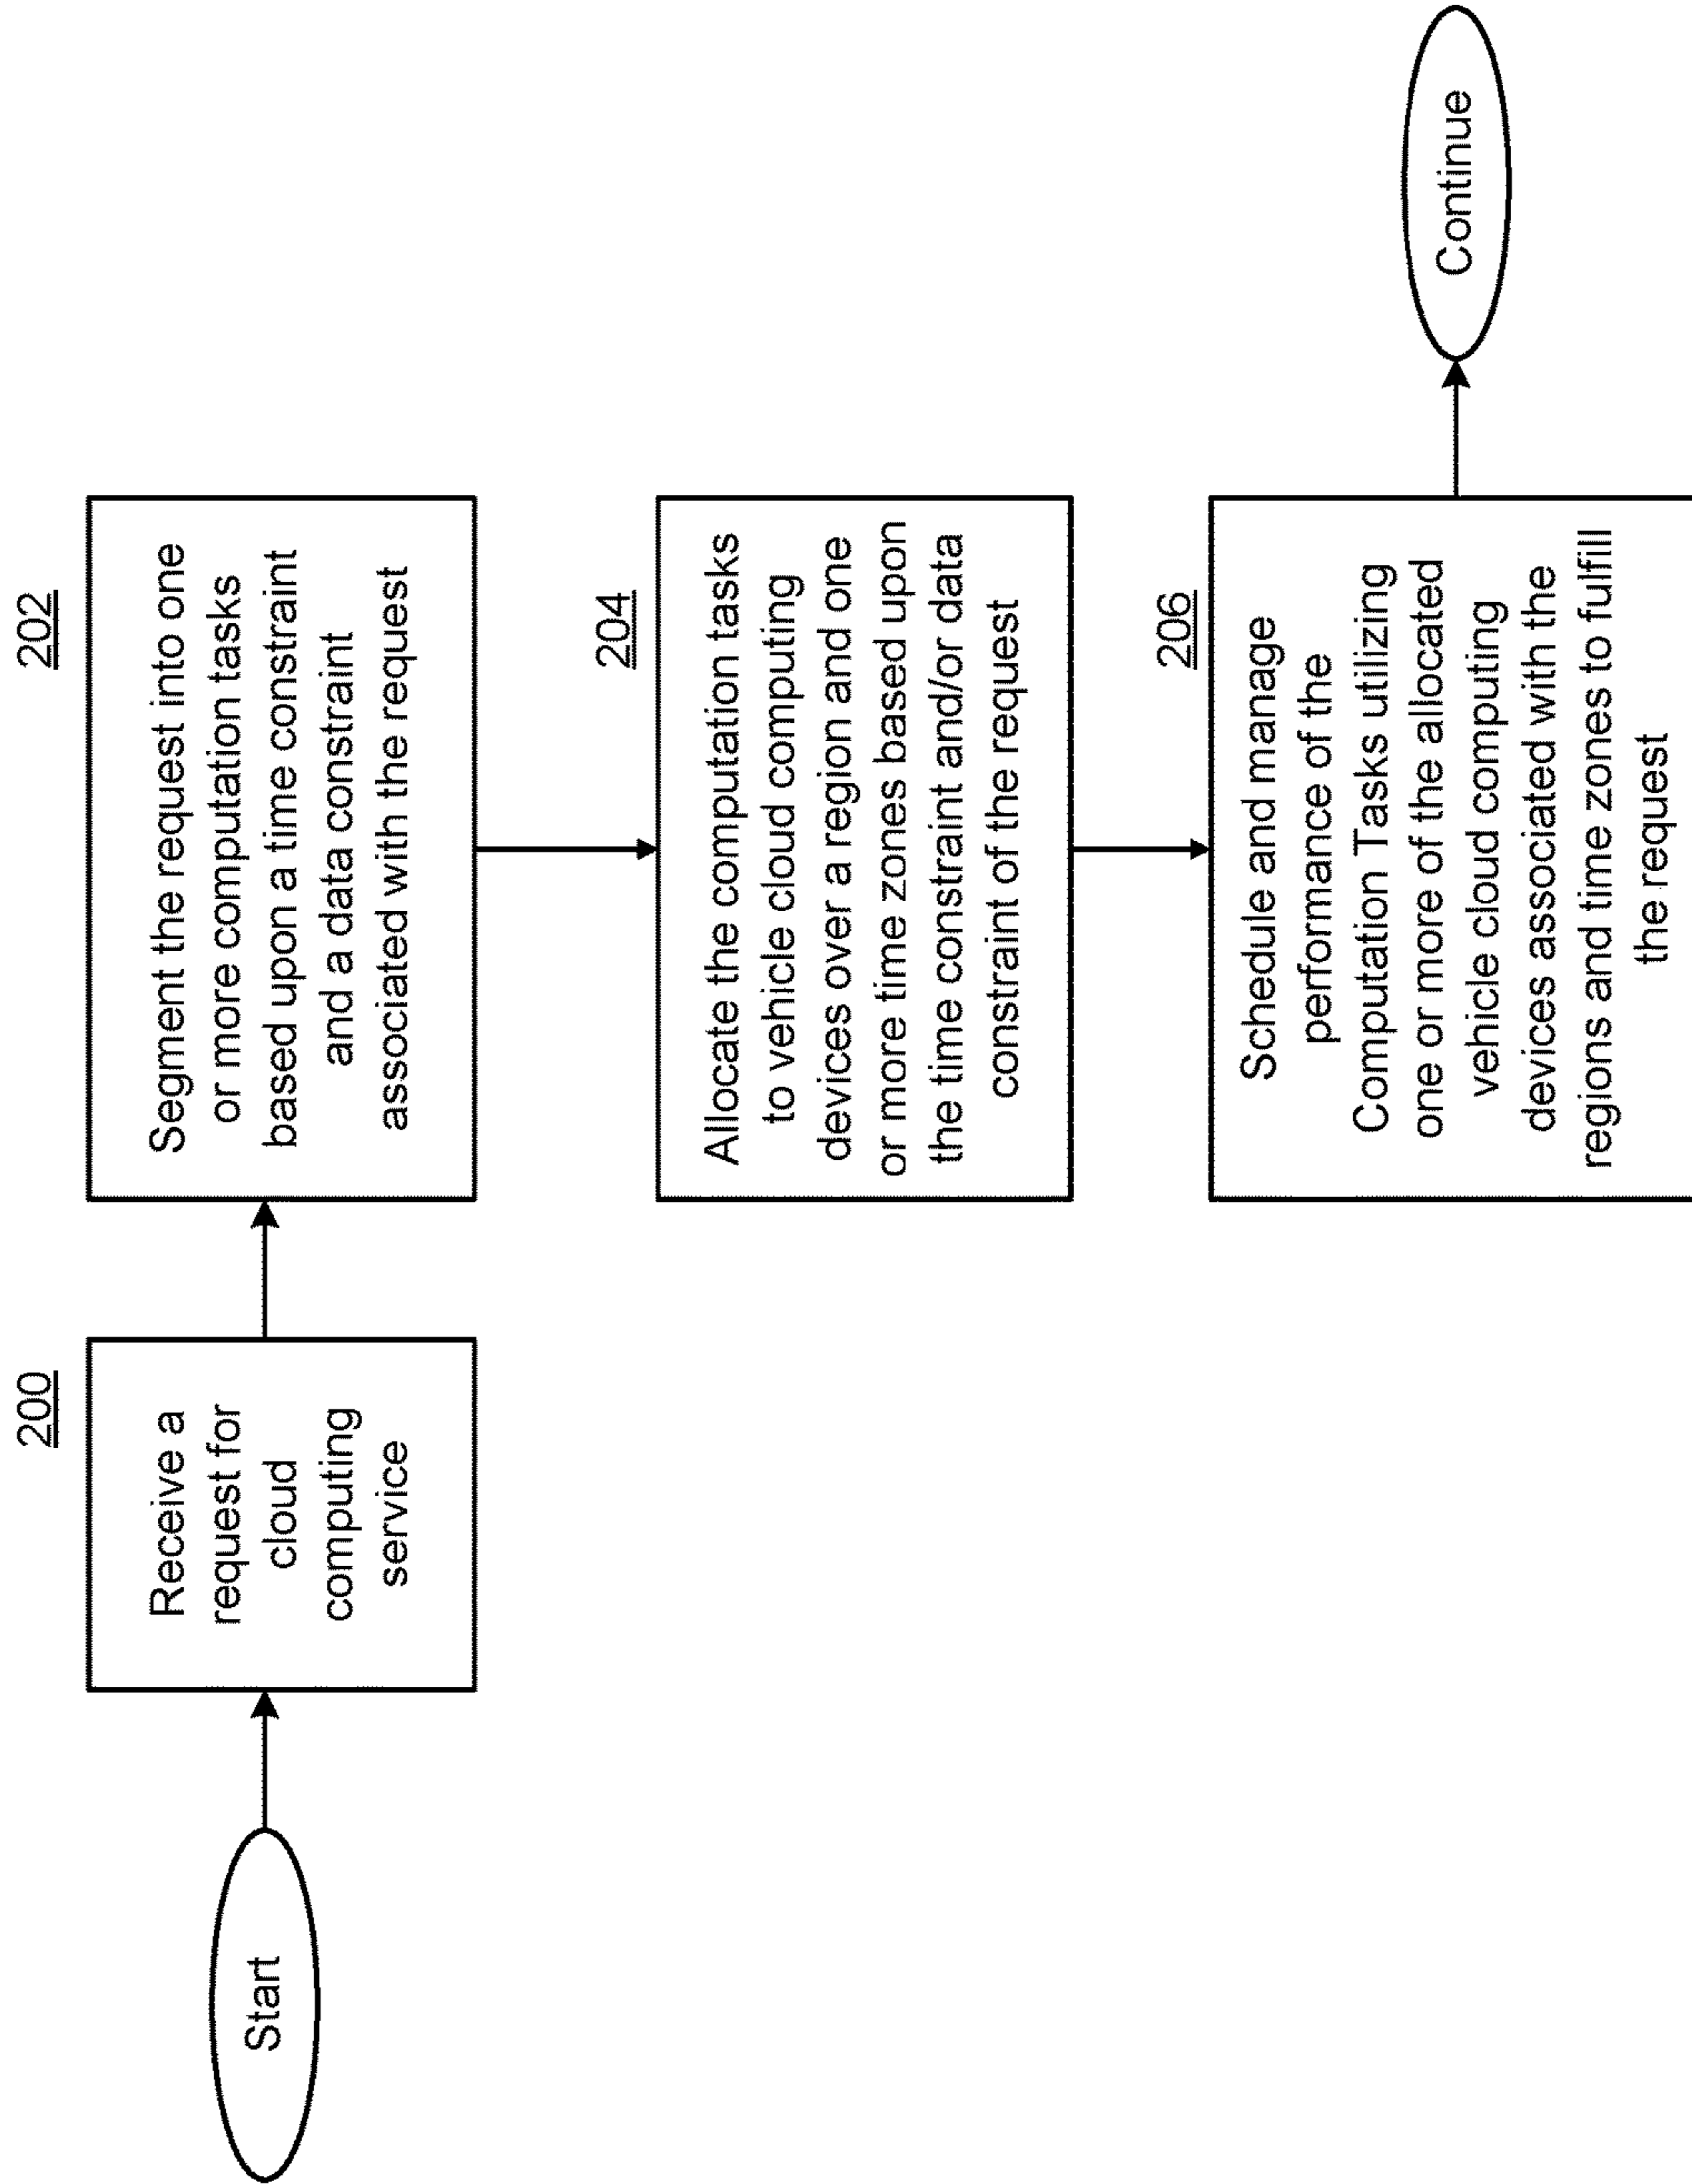 Start
200
Receive a
request for
cloud
computing
service
202
Segment the request into one
or more computation tasks
based upon a time constraint
and a data constraint
associated with the request
204
Allocate the computation tasks
to vehicle cloud computing
devices over a region and one
or more time zones based upon
the time constraint and/or data
constraint of the request
206
Schedule and manage
performance of the
Computation Tasks utilizing
one or more of the allocated
vehicle cloud computing
devices associated with the
regions and time zones to fulfill
the request
Continue